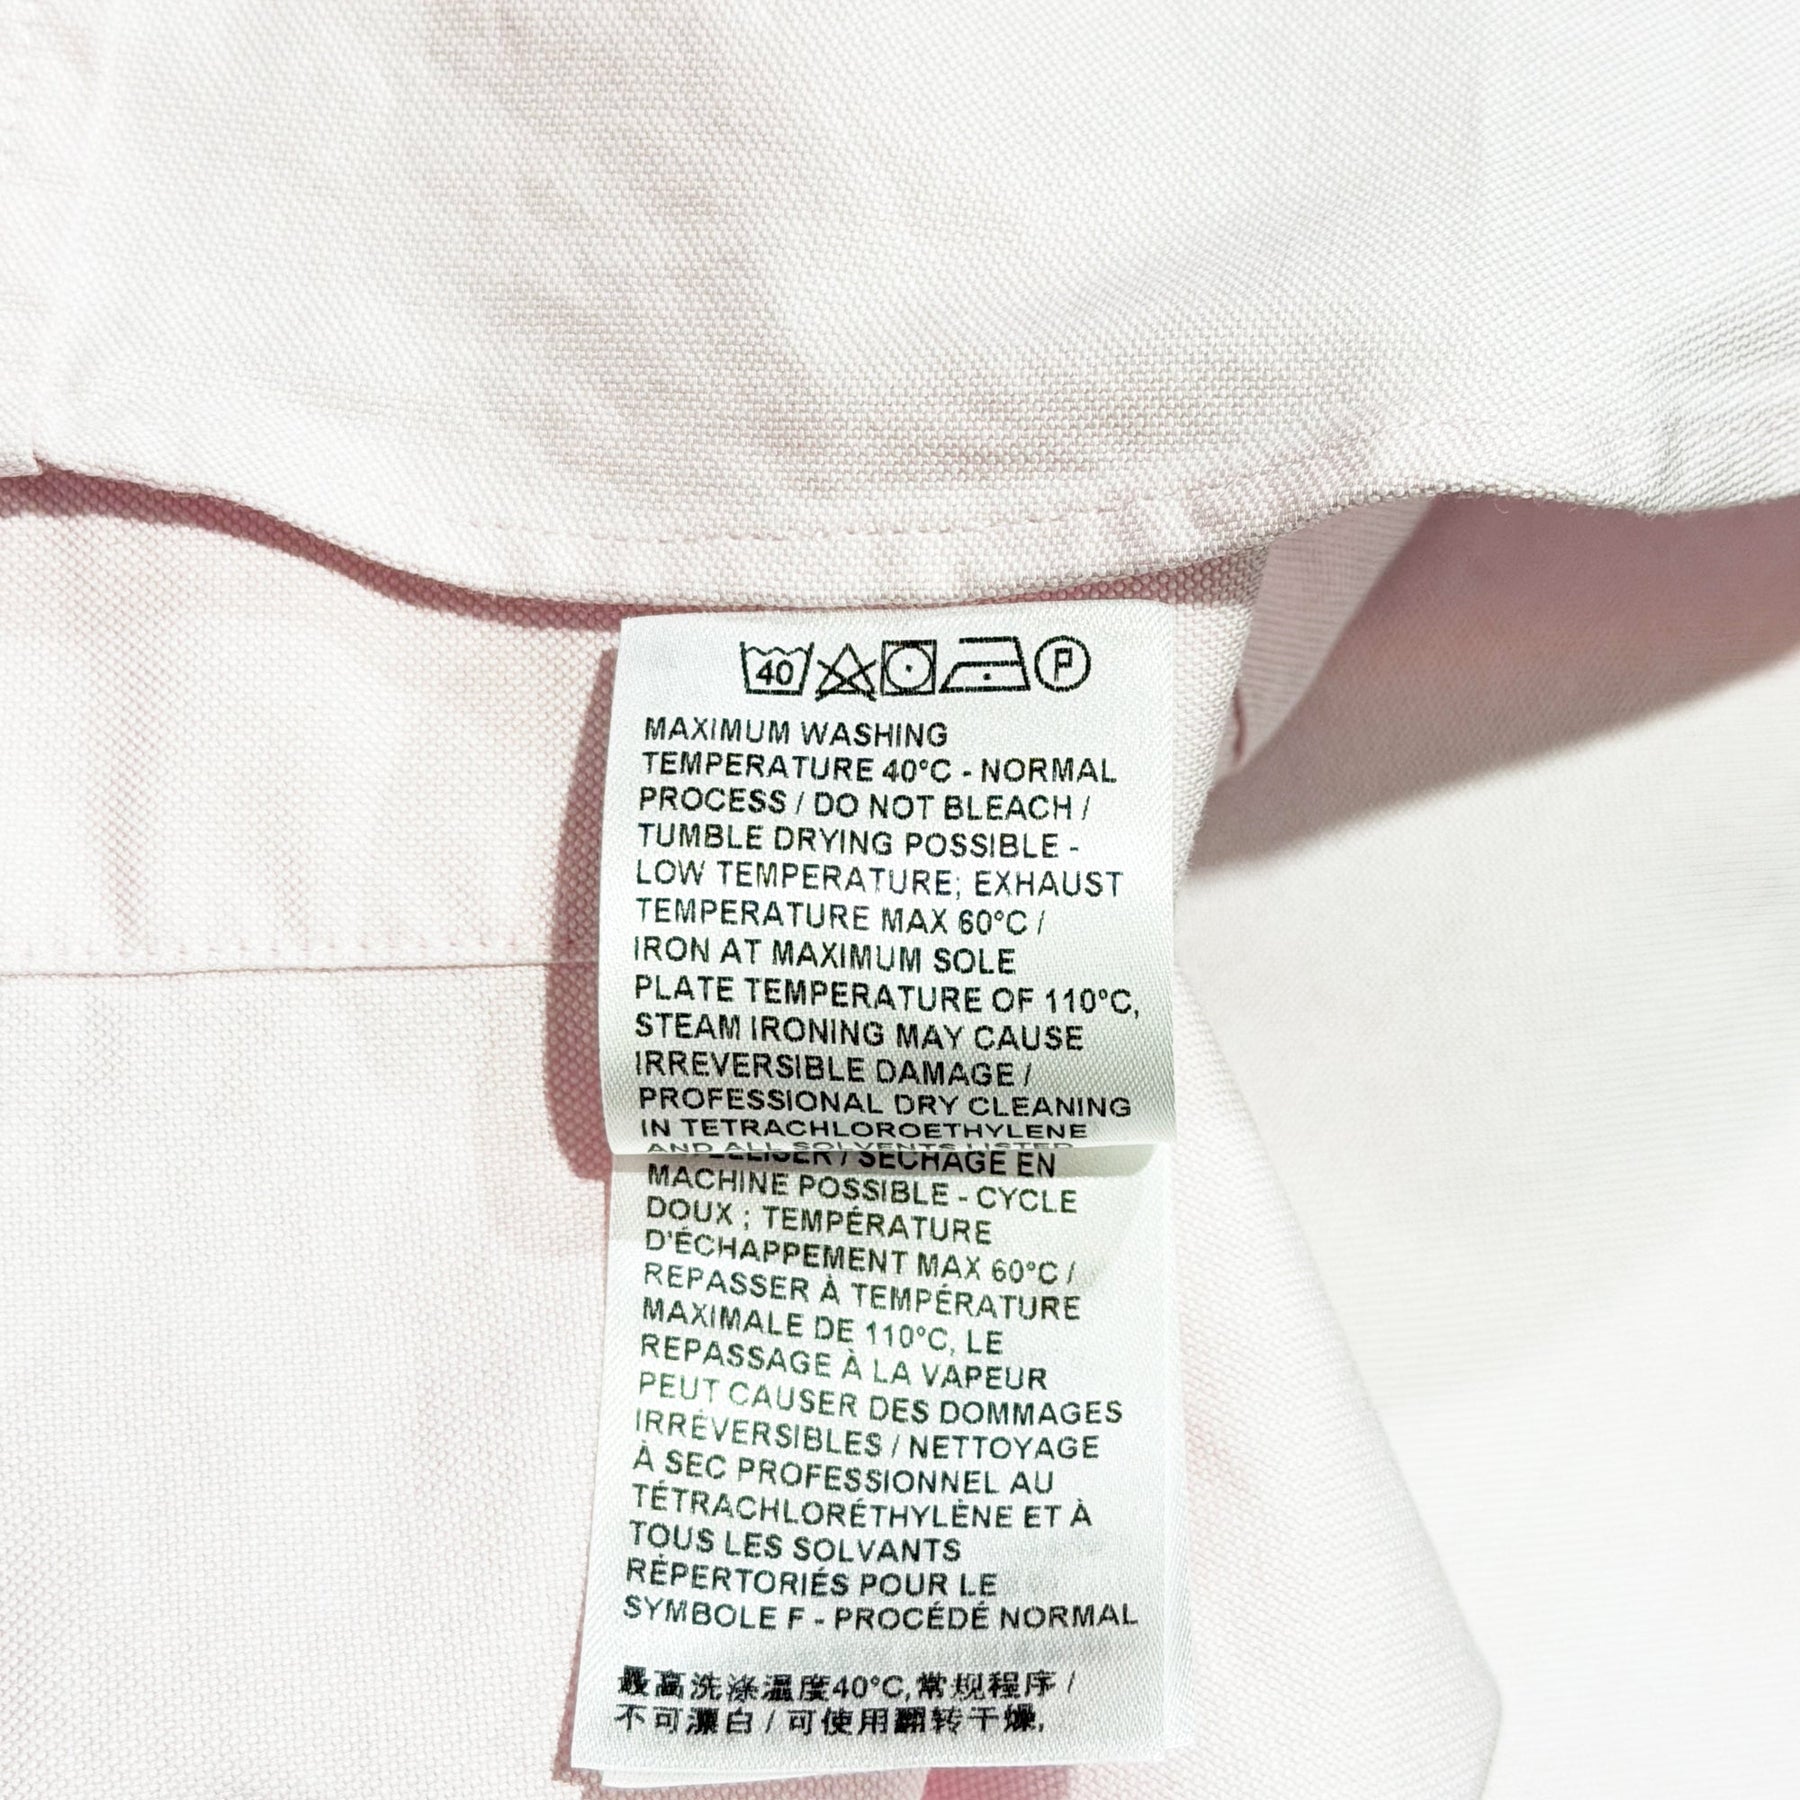 40 P
MAXIMUM WASHING
TEMPERATURE 40°C - NORMAL
PROCESS / DO NOT BLEACH /
TUMBLE DRYING POSSIBLE -
LOW TEMPERATURE; EXHAUST
TEMPERATURE MAX 60°C /
IRON AT MAXIMUM SOLE
PLATE TEMPERATURE OF 110°C,
STEAM IRONING MAY CAUSE
IRREVERSIBLE DAMAGE /
PROFESSIONAL DRY CLEANING
IN TETRACHLOROETHYLENE
AND ALL SOLVENTS LISTED
/ SÉCHAGE EN
MACHINE POSSIBLE - CYCLE
DOUX ; TEMPÉRATURE
D'ÉCHAPPEMENT MAX 60°C /
REPASSER À TEMPÉRATURE
MAXIMALE DE 110°C, LE
REPASSAGE À LA VAPEUR
PEUT CAUSER DES DOMMAGES
IRRÉVERSIBLES / NETTOYAGE
À SEC PROFESSIONNEL AU
TÉTRACHLORÉTHYLÈNE ET À
TOUS LES SOLVANTS
RÉPERTORIÉS POUR LE
SYMBOLE F - PROCÉDÉ NORMAL
最高洗涤温度40°C,常规程序 /
不可漂白 / 可使用翻转干燥,